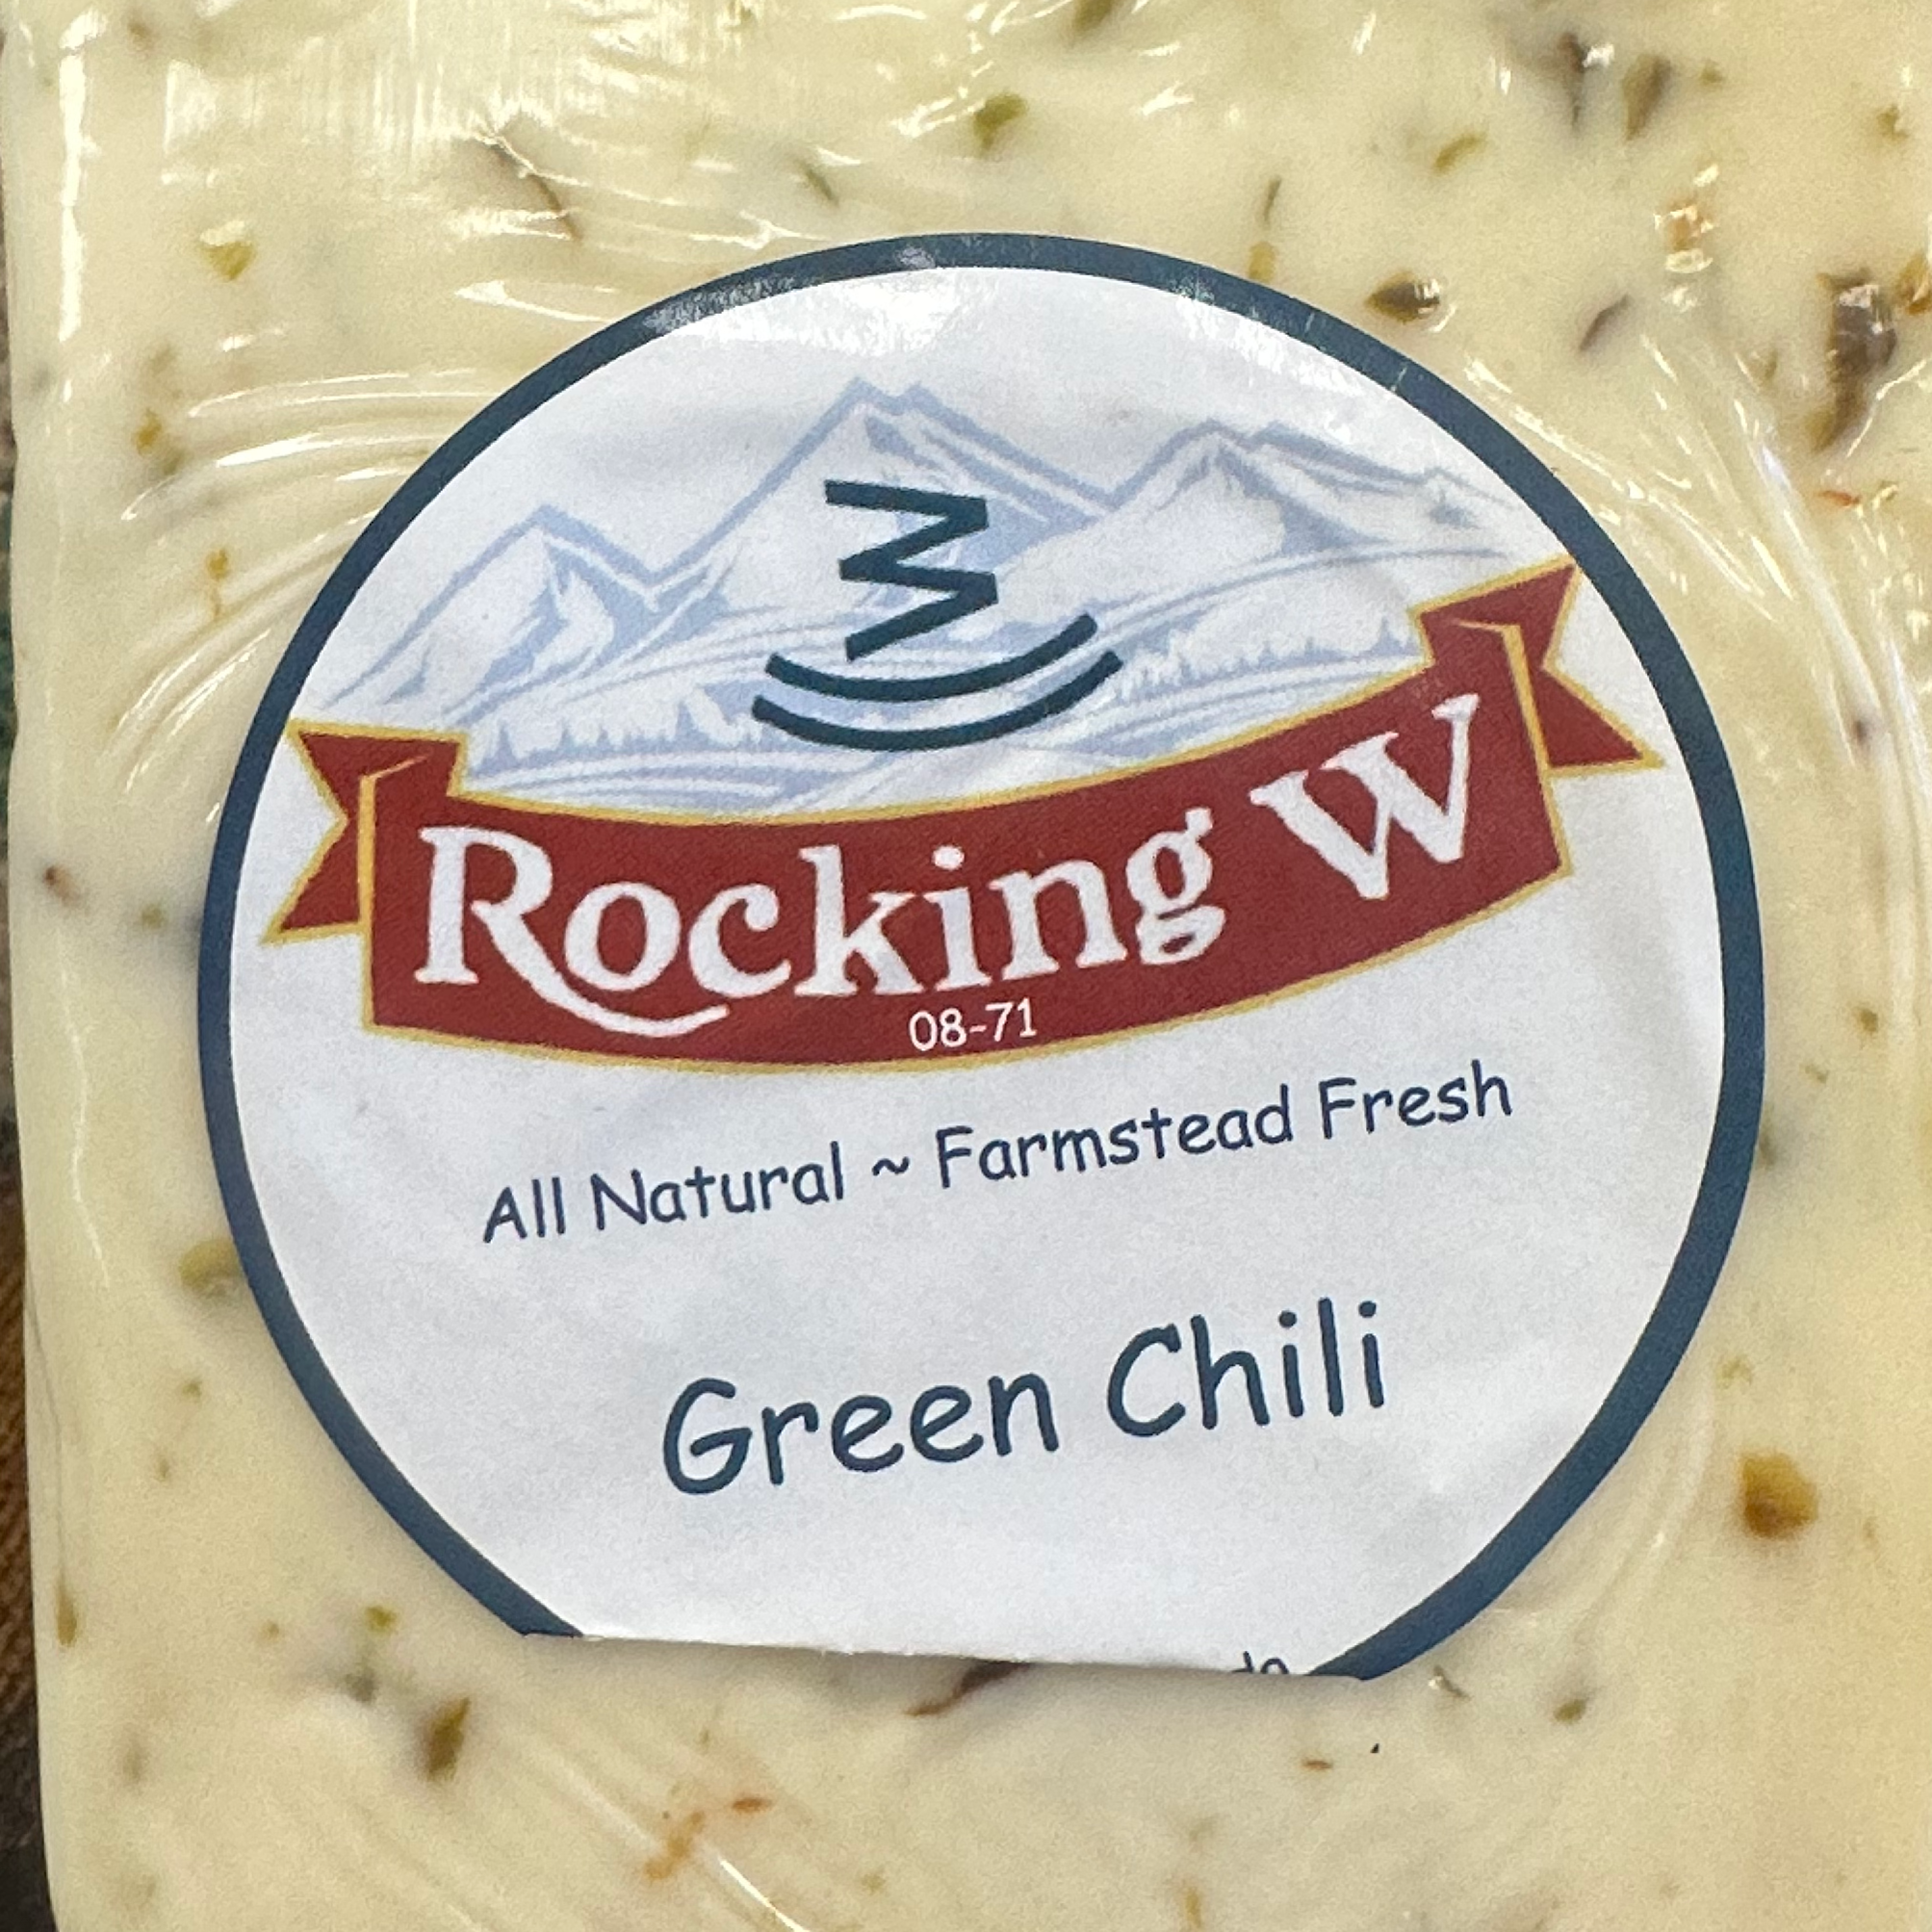 W
Rocking W
08-71
All Natural ~ Farmstead Fresh
Green Chili